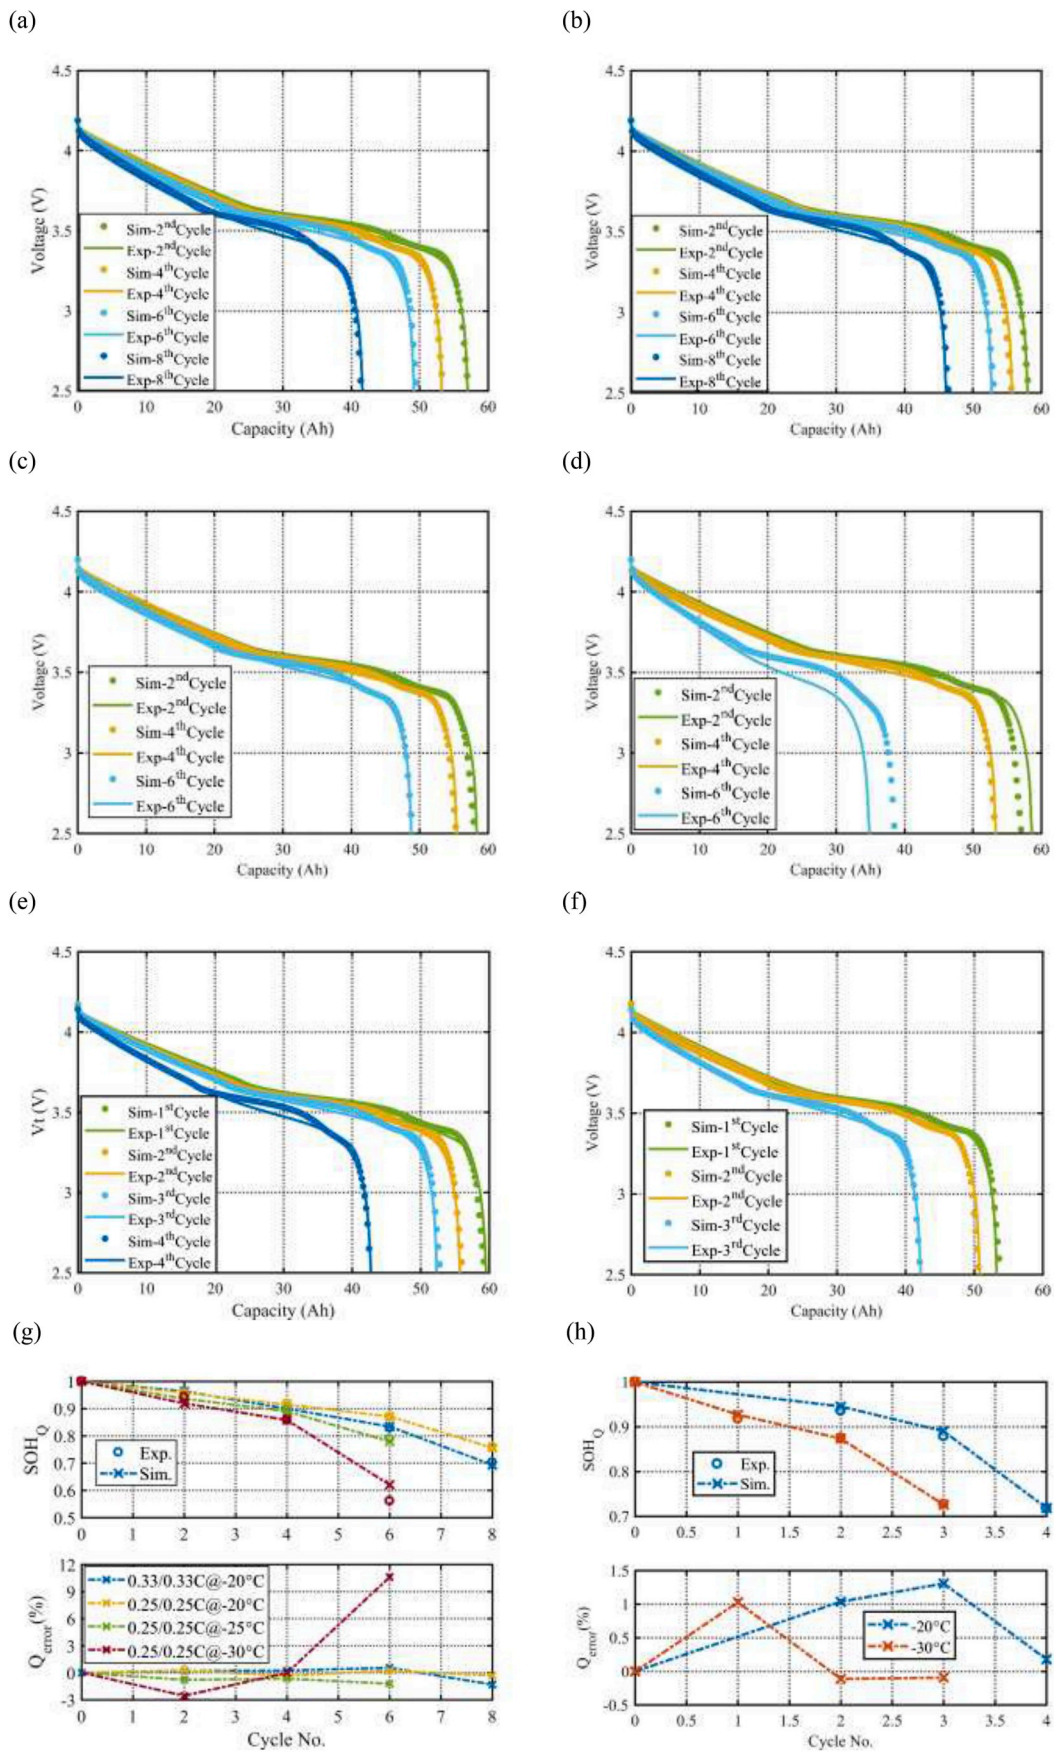 (a)
4.5
4
3.5
3
2.5
Voltage (V)
Sim-2ndCycle
Exp-2ndCycle
Sim-4thCycle
Exp-4thCycle
Sim-6thCycle
Exp-6thCycle
Sim-8thCycle
Exp-8thCycle
0 10 20 30 40 50 60
Capacity (Ah)
(b)
4.5
4
3.5
3
2.5
Voltage (V)
Sim-2ndCycle
Exp-2ndCycle
Sim-4thCycle
Exp-4thCycle
Sim-6thCycle
Exp-6thCycle
Sim-8thCycle
Exp-8thCycle
0 10 20 30 40 50 60
Capacity (Ah)
(c)
4.5
4
3.5
3
2.5
Voltage (V)
Sim-2ndCycle
Exp-2ndCycle
Sim-4thCycle
Exp-4thCycle
Sim-6thCycle
Exp-6thCycle
0 10 20 30 40 50 60
Capacity (Ah)
(d)
4.5
4
3.5
3
2.5
Voltage (V)
Sim-2ndCycle
Exp-2ndCycle
Sim-4thCycle
Exp-4thCycle
Sim-6thCycle
Exp-6thCycle
0 10 20 30 40 50 60
Capacity (Ah)
(e)
4.5
4
3.5
3
2.5
Vt (V)
Sim-1stCycle
Exp-1stCycle
Sim-2ndCycle
Exp-2ndCycle
Sim-3rdCycle
Exp-3rdCycle
Sim-4thCycle
Exp-4thCycle
0 10 20 30 40 50 60
Capacity (Ah)
(f)
4.5
4
3.5
3
2.5
Voltage (V)
Sim-1stCycle
Exp-1stCycle
Sim-2ndCycle
Exp-2ndCycle
Sim-3rdCycle
Exp-3rdCycle
0 10 20 30 40 50 60
Capacity (Ah)
(g)
1
0.9
0.8
0.7
0.6
0.5
SOHQ
Exp.
Sim.
0 1 2 3 4 5 6 7 8
12
9
6
3
0
-3
Qerror(%)
0.33/0.33C@-20°C
0.25/0.25C@-20°C
0.25/0.25C@-25°C
0.25/0.25C@-30°C
0 1 2 3 4 5 6 7 8
Cycle No.
(h)
1
0.9
0.8
0.7
SOHQ
Exp.
Sim.
0 0.5 1 1.5 2 2.5 3 3.5 4
1.5
1
0.5
0
-0.5
Qerror(%)
-20°C
-30°C
0 0.5 1 1.5 2 2.5 3 3.5 4
Cycle No.